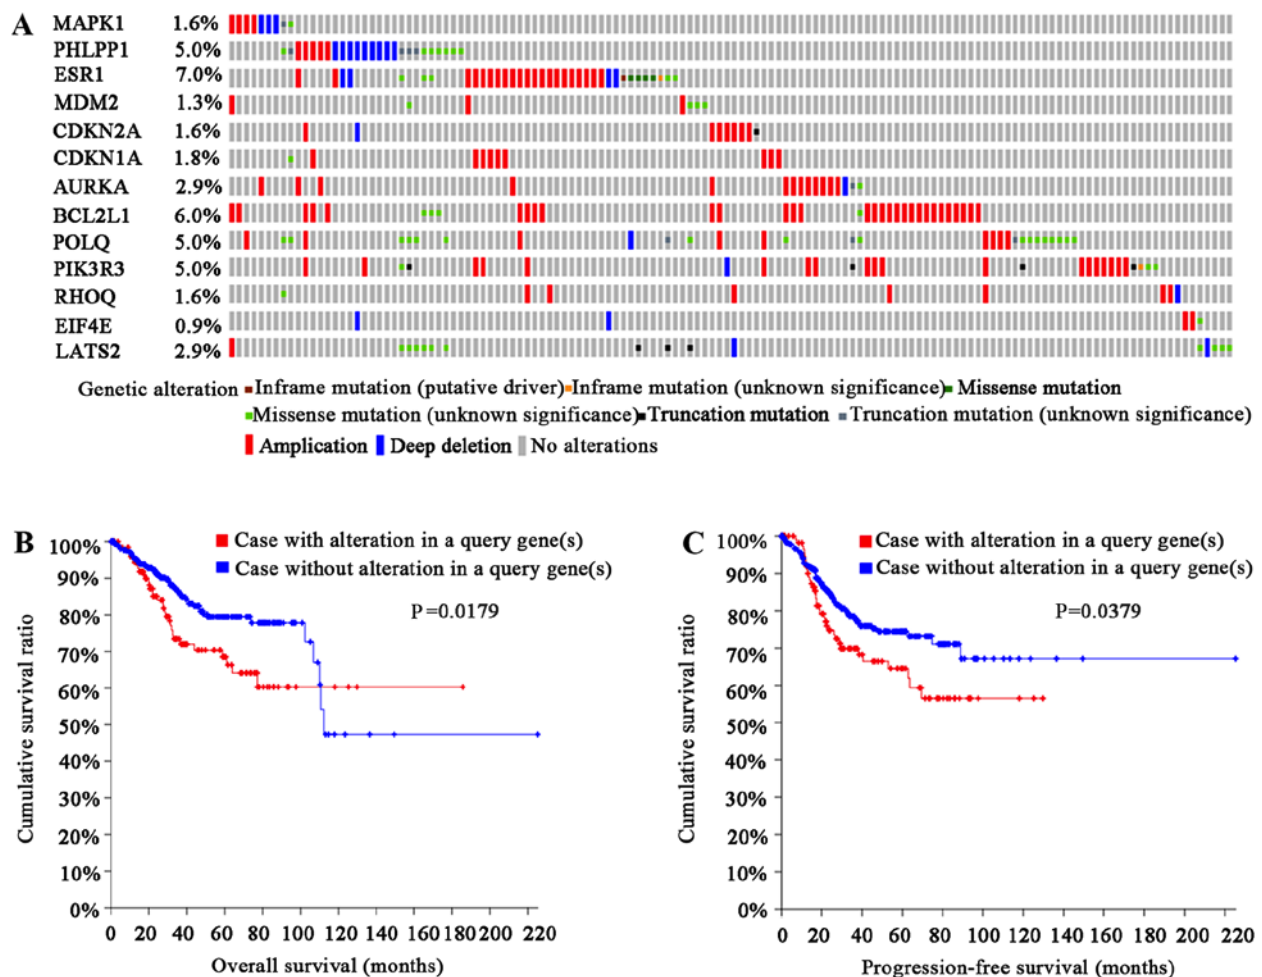 A
MAPK1 1.6%
PHLPP1 5.0%
ESR1 7.0%
MDM2 1.3%
CDKN2A 1.6%
CDKN1A 1.8%
AURKA 2.9%
BCL2L1 6.0%
POLQ 5.0%
PIK3R3 5.0%
RHOQ 1.6%
EIF4E 0.9%
LATS2 2.9%
Genetic alteration Inframe mutation (putative driver) Inframe mutation (unknown significance) Missense mutation
Missense mutation (unknown significance) Truncation mutation Truncation mutation (unknown significance)
Amplication Deep deletion No alterations
B
Case with alteration in a query gene(s)
Case without alteration in a query gene(s)
P=0.0179
Cumulative survival ratio
100%
90%
80%
70%
60%
50%
40%
30%
20%
10%
0%
0 20 40 60 80 100 120 140 160 180 200 220
Overall survival (months)
C
Case with alteration in a query gene(s)
Case without alteration in a query gene(s)
P=0.0379
Cumulative survival ratio
100%
90%
80%
70%
60%
50%
40%
30%
20%
10%
0%
0 20 40 60 80 100 120 140 160 180 200 220
Progression-free survival (months)